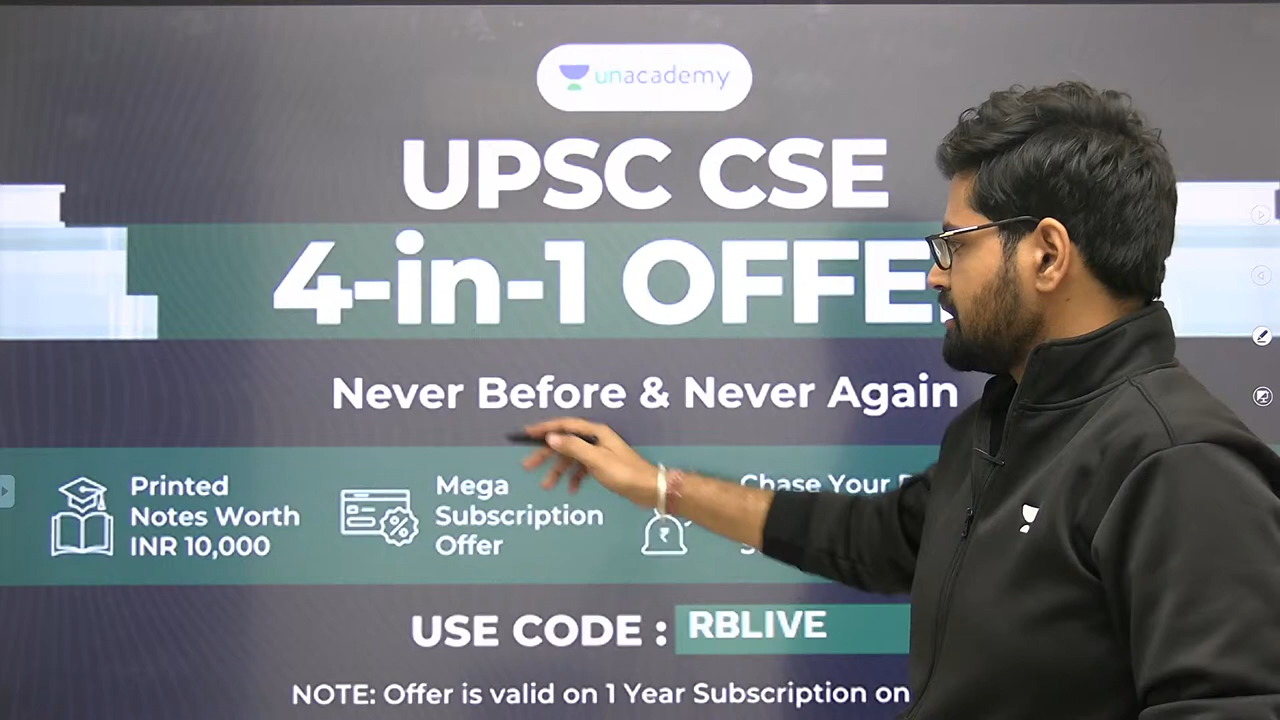 unacademy
UPSC CSE
4-in-1 OFFE
Never Before & Never Again
Printed
Notes Worth
INR 10,000
Mega
Subscription
Offer
Chase Your
USE CODE : RBLIVE
NOTE: Offer is valid on 1 Year Subscription on